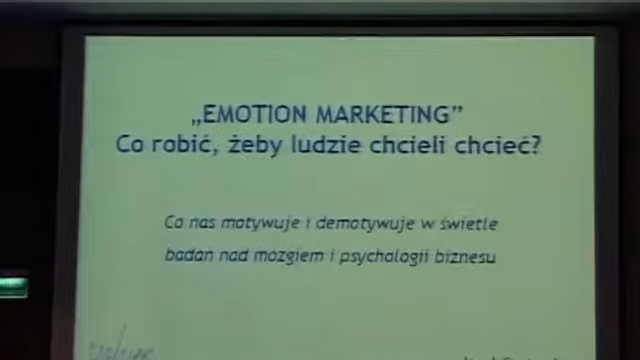 „EMOTION MARKETING”
Co robić, żeby ludzie chcieli chcieć?
Co nas motywuje i demotywuje w świetle
badań nad mózgiem i psychologii biznesu